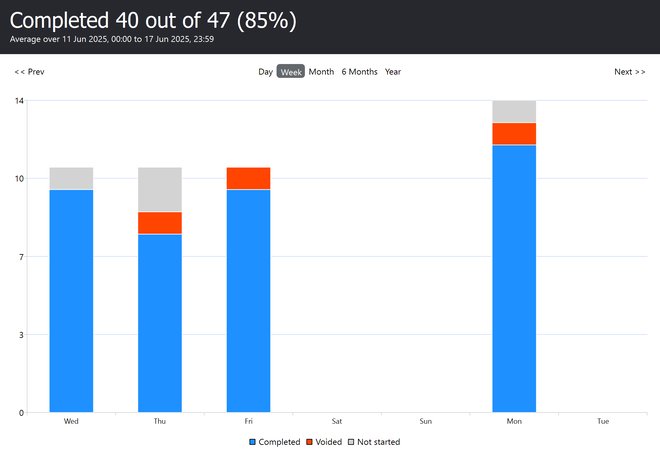 Completed 40 out of 47 (85%)
Average over 11 Jun 2025, 00:00 to 17 Jun 2025, 23:59
<< Prev Day Week Month 6 Months Year Next >>
14
10
7
3
0
Wed Thu Fri Sat Sun Mon Tue
Completed Voided Not started